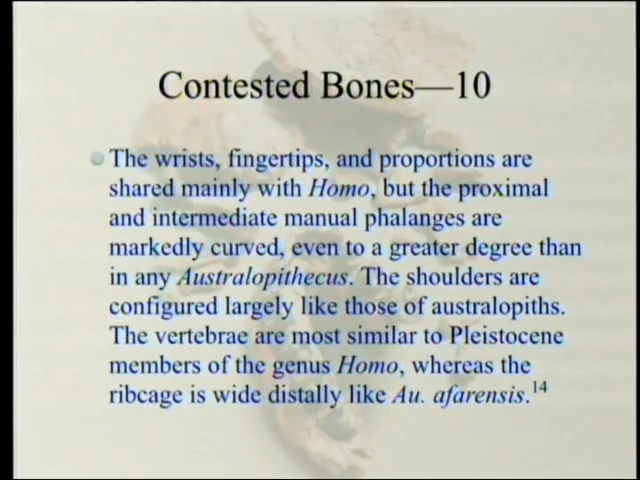 Contested Bones—10
The wrists, fingertips, and proportions are
shared mainly with Homo, but the proximal
and intermediate manual phalanges are
markedly curved, even to a greater degree than
in any Australopithecus. The shoulders are
configured largely like those of australopiths.
The vertebrae are most similar to Pleistocene
members of the genus Homo, whereas the
ribcage is wide distally like Au. afarensis.14